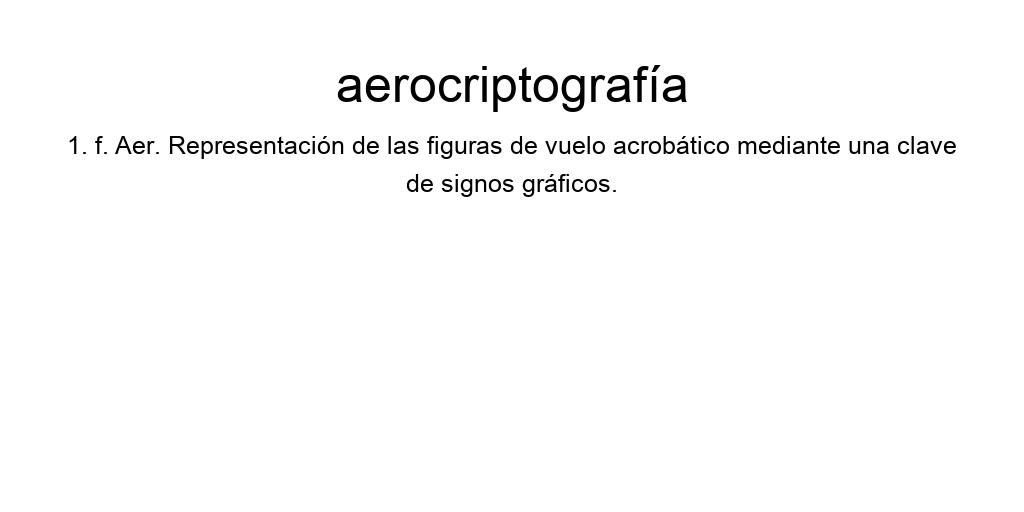 aerocriptografía
1. f. Aer. Representación de las figuras de vuelo acrobático mediante una clave
de signos gráficos.